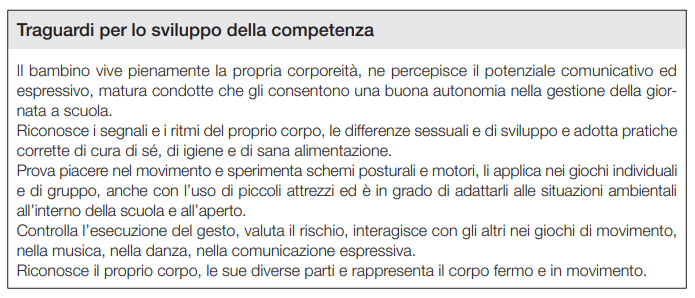 Traguardi per lo sviluppo della competenza
Il bambino vive pienamente la propria corporeità, ne percepisce il potenziale comunicativo ed
espressivo, matura condotte che gli consentono una buona autonomia nella gestione della gior-
nata a scuola.
Riconosce i segnali e i ritmi del proprio corpo, le differenze sessuali e di sviluppo e adotta pratiche
corrette di cura di sé, di igiene e di sana alimentazione.
Prova piacere nel movimento e sperimenta schemi posturali e motori, li applica nei giochi individuali
e di gruppo, anche con l'uso di piccoli attrezzi ed è in grado di adattarli alle situazioni ambientali
all'interno della scuola e all'aperto.
Controlla l'esecuzione del gesto, valuta il rischio, interagisce con gli altri nei giochi di movimento,
nella musica, nella danza, nella comunicazione espressiva.
Riconosce il proprio corpo, le sue diverse parti e rappresenta il corpo fermo e in movimento.